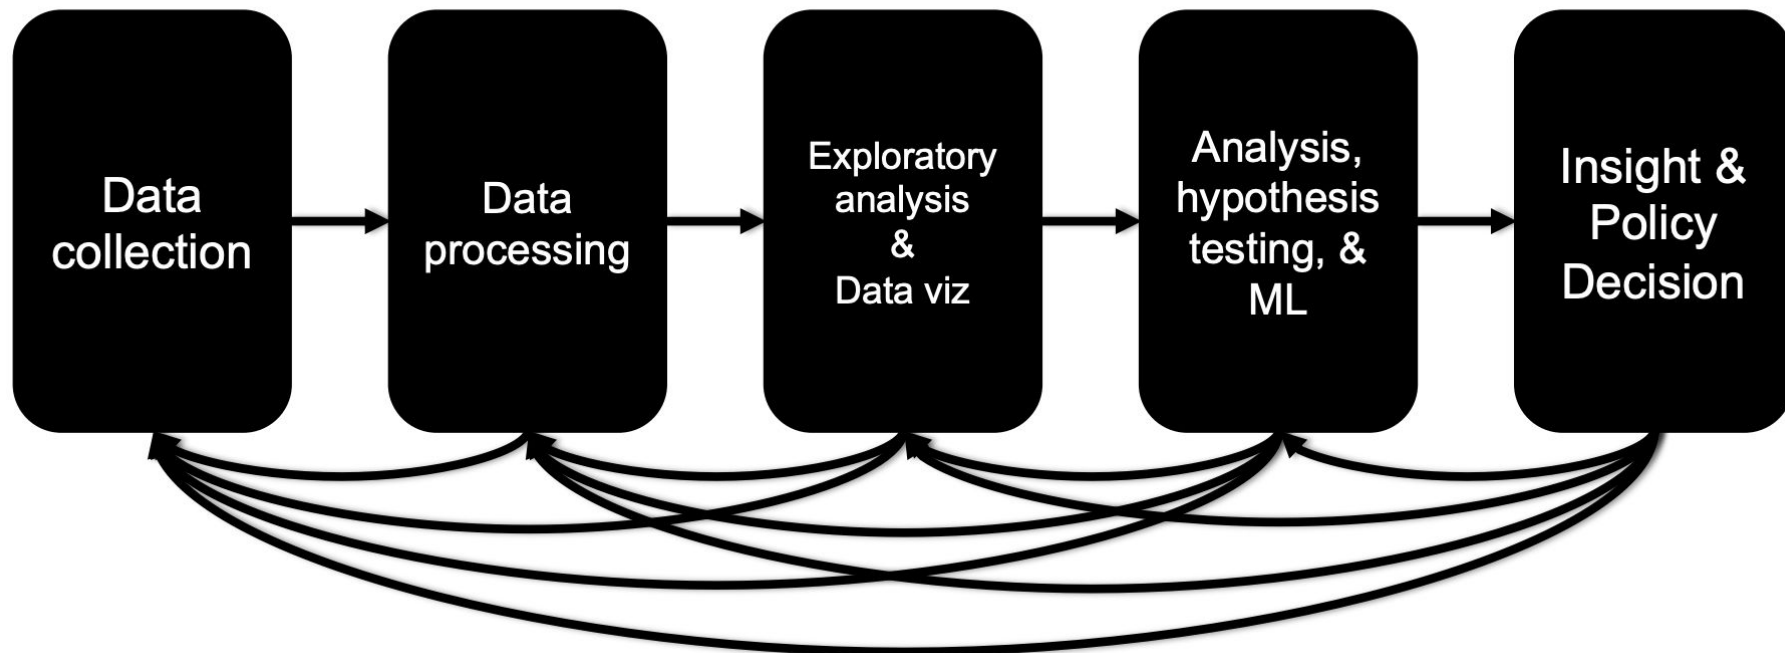 Data
collection
Data
processing
Exploratory
analysis
&
Data viz
Analysis,
hypothesis
testing, &
ML
Insight &
Policy
Decision